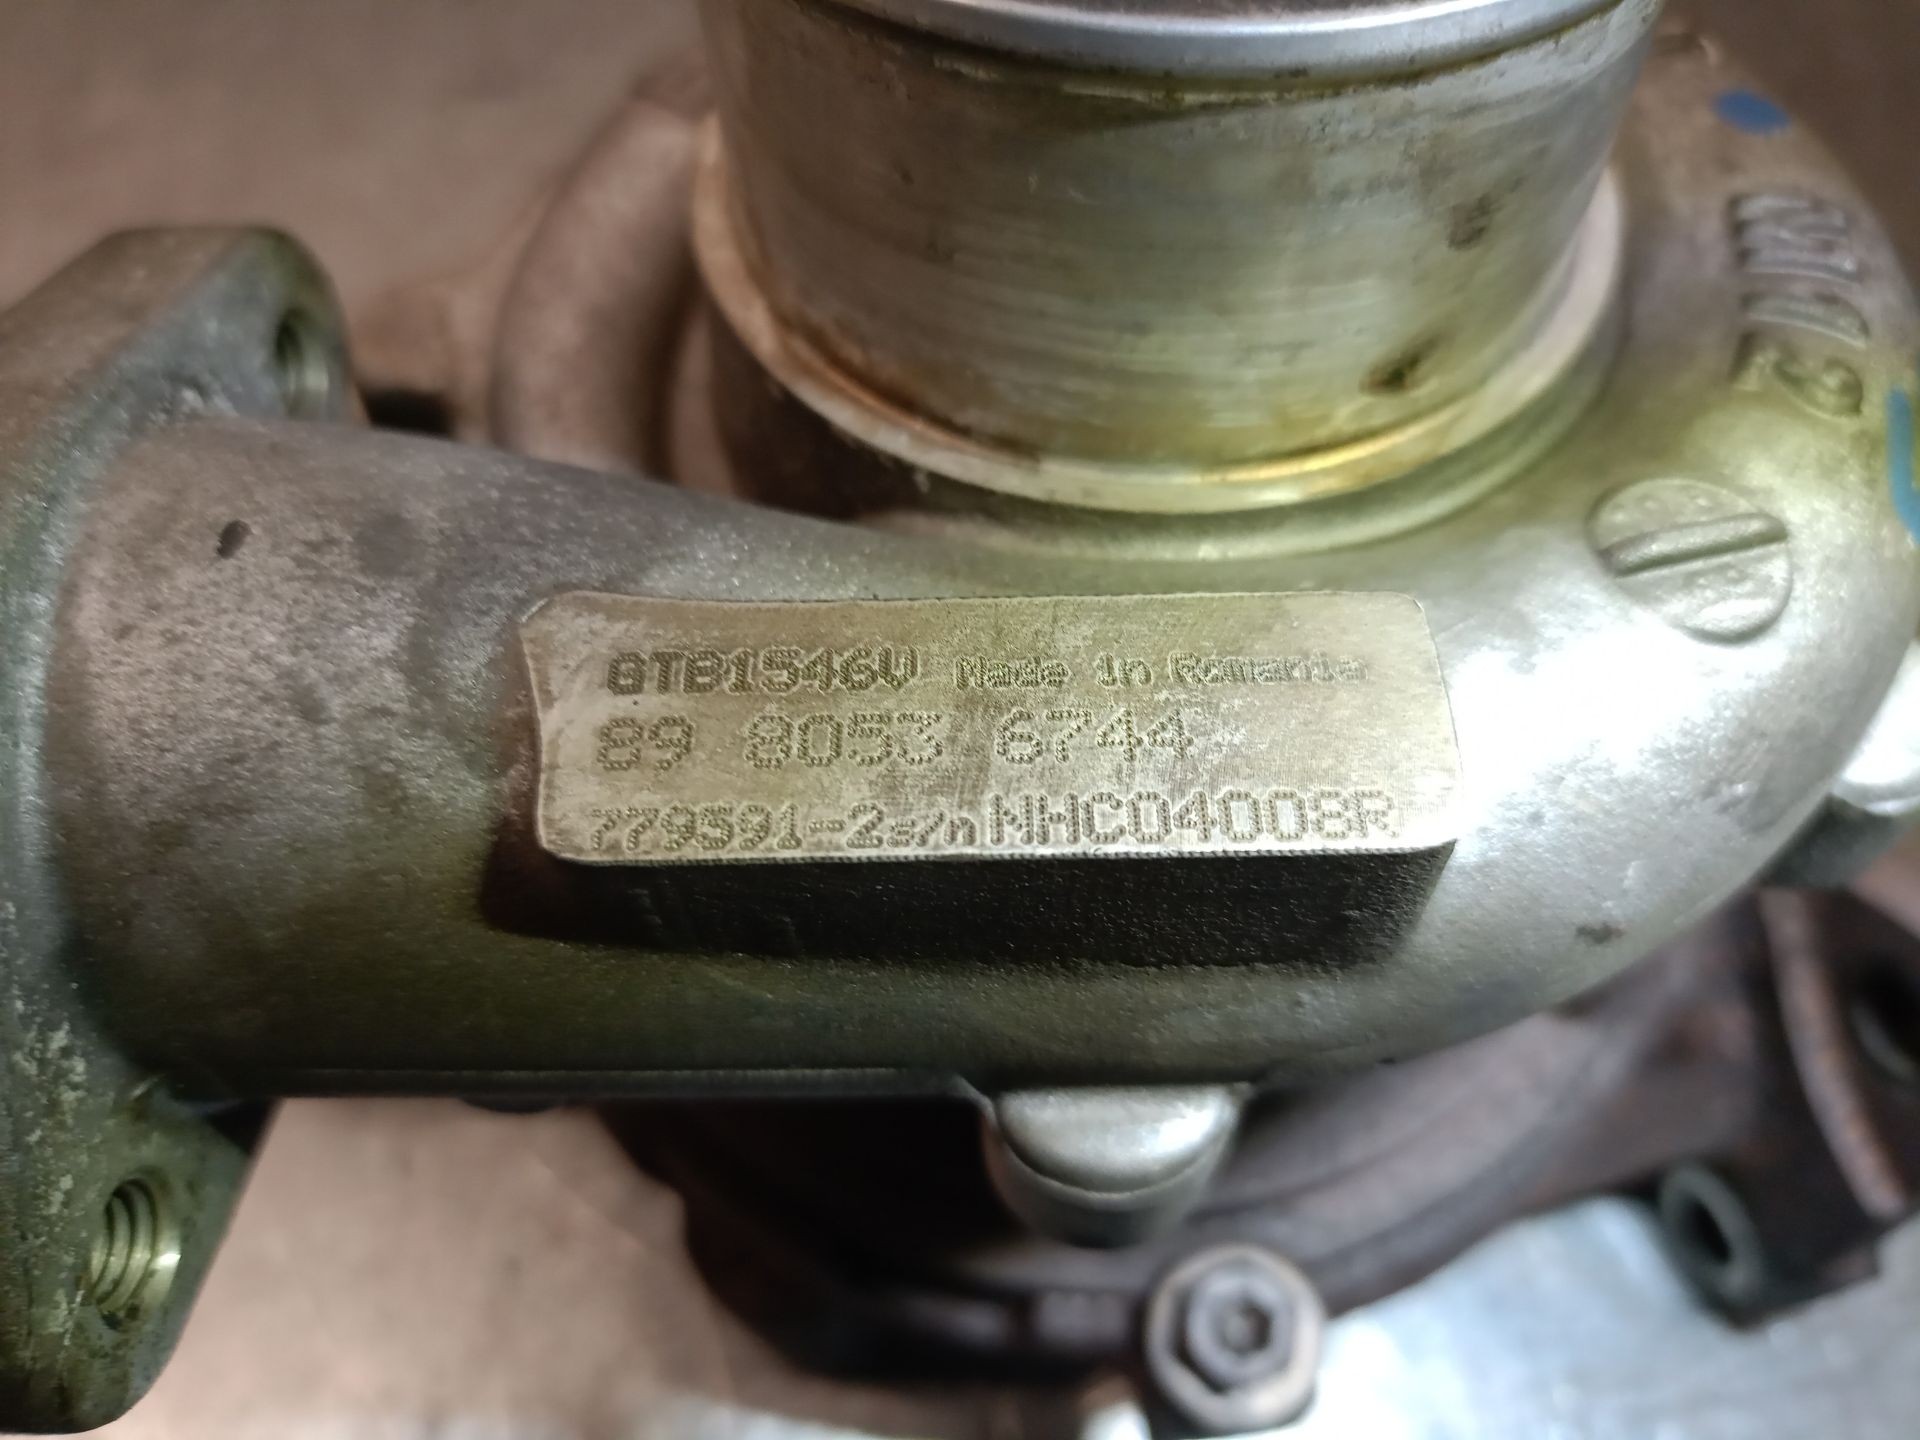 GTB1546V Made in Romania
89 8053 6744
779591-2 s/n NHC04008R